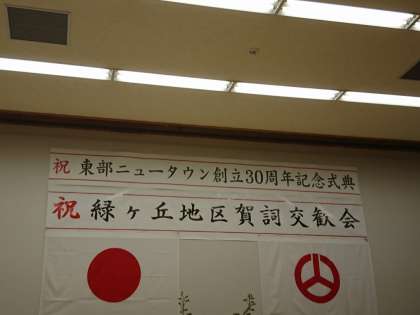 祝 東部ニュータウン創立30周年記念式典
祝 緑ヶ丘地区賀詞交歓会